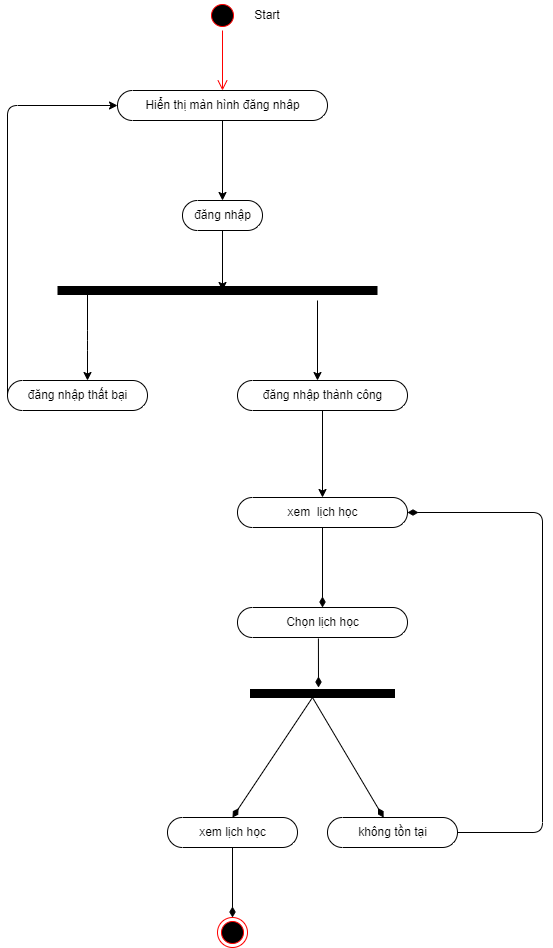 Start
Hiển thị màn hình đăng nhâp
đăng nhập
đăng nhập thất bại
đăng nhập thành công
xem lịch học
Chọn lịch học
xem lịch học
không tồn tại